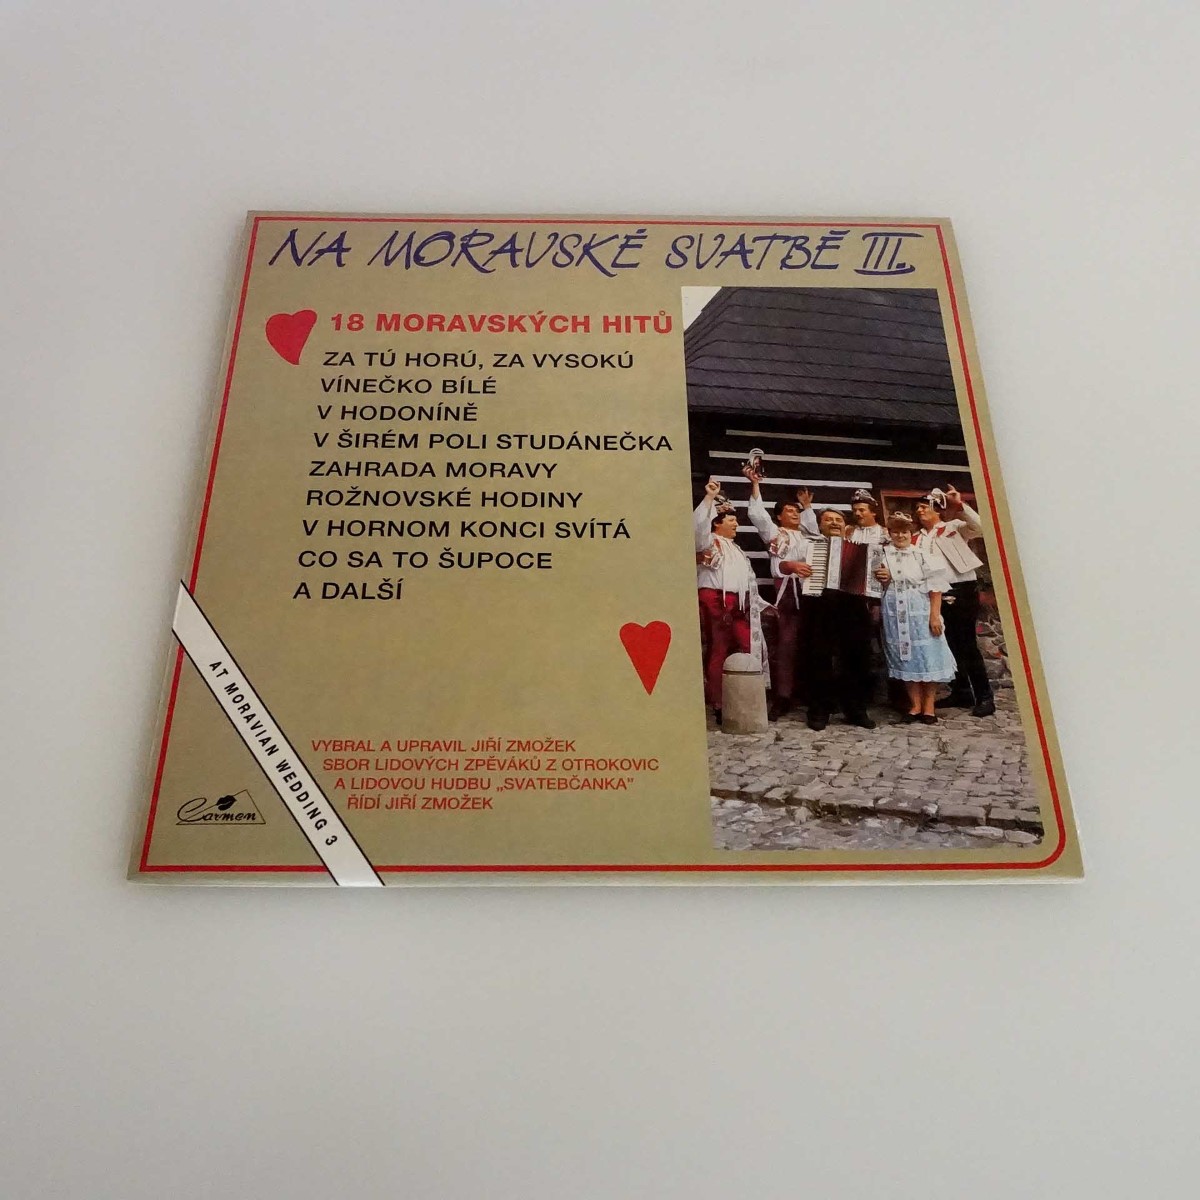 NA MORAVSKÉ SVATBĚ III.
18 MORAVSKÝCH HITŮ
ZA TÚ HORÚ, ZA VYSOKÚ
VÍNEČKO BÍLÉ
V HODONÍNĚ
V ŠIRÉM POLI STUDÁNEČKA
ZAHRADA MORAVY
ROŽNOVSKÉ HODINY
V HORNOM KONCI SVÍTÁ
CO SA TO ŠUPOCE
A DALŠÍ
AT MORAVIAN WEDDING 3
VYBRAL A UPRAVIL JIŘÍ ZMOŽEK
SBOR LIDOVÝCH ZPĚVÁKŮ Z OTROKOVIC
A LIDOVOU HUDBU „SVATEBČANKA"
ŘÍDÍ JIŘÍ ZMOŽEK
Carmen